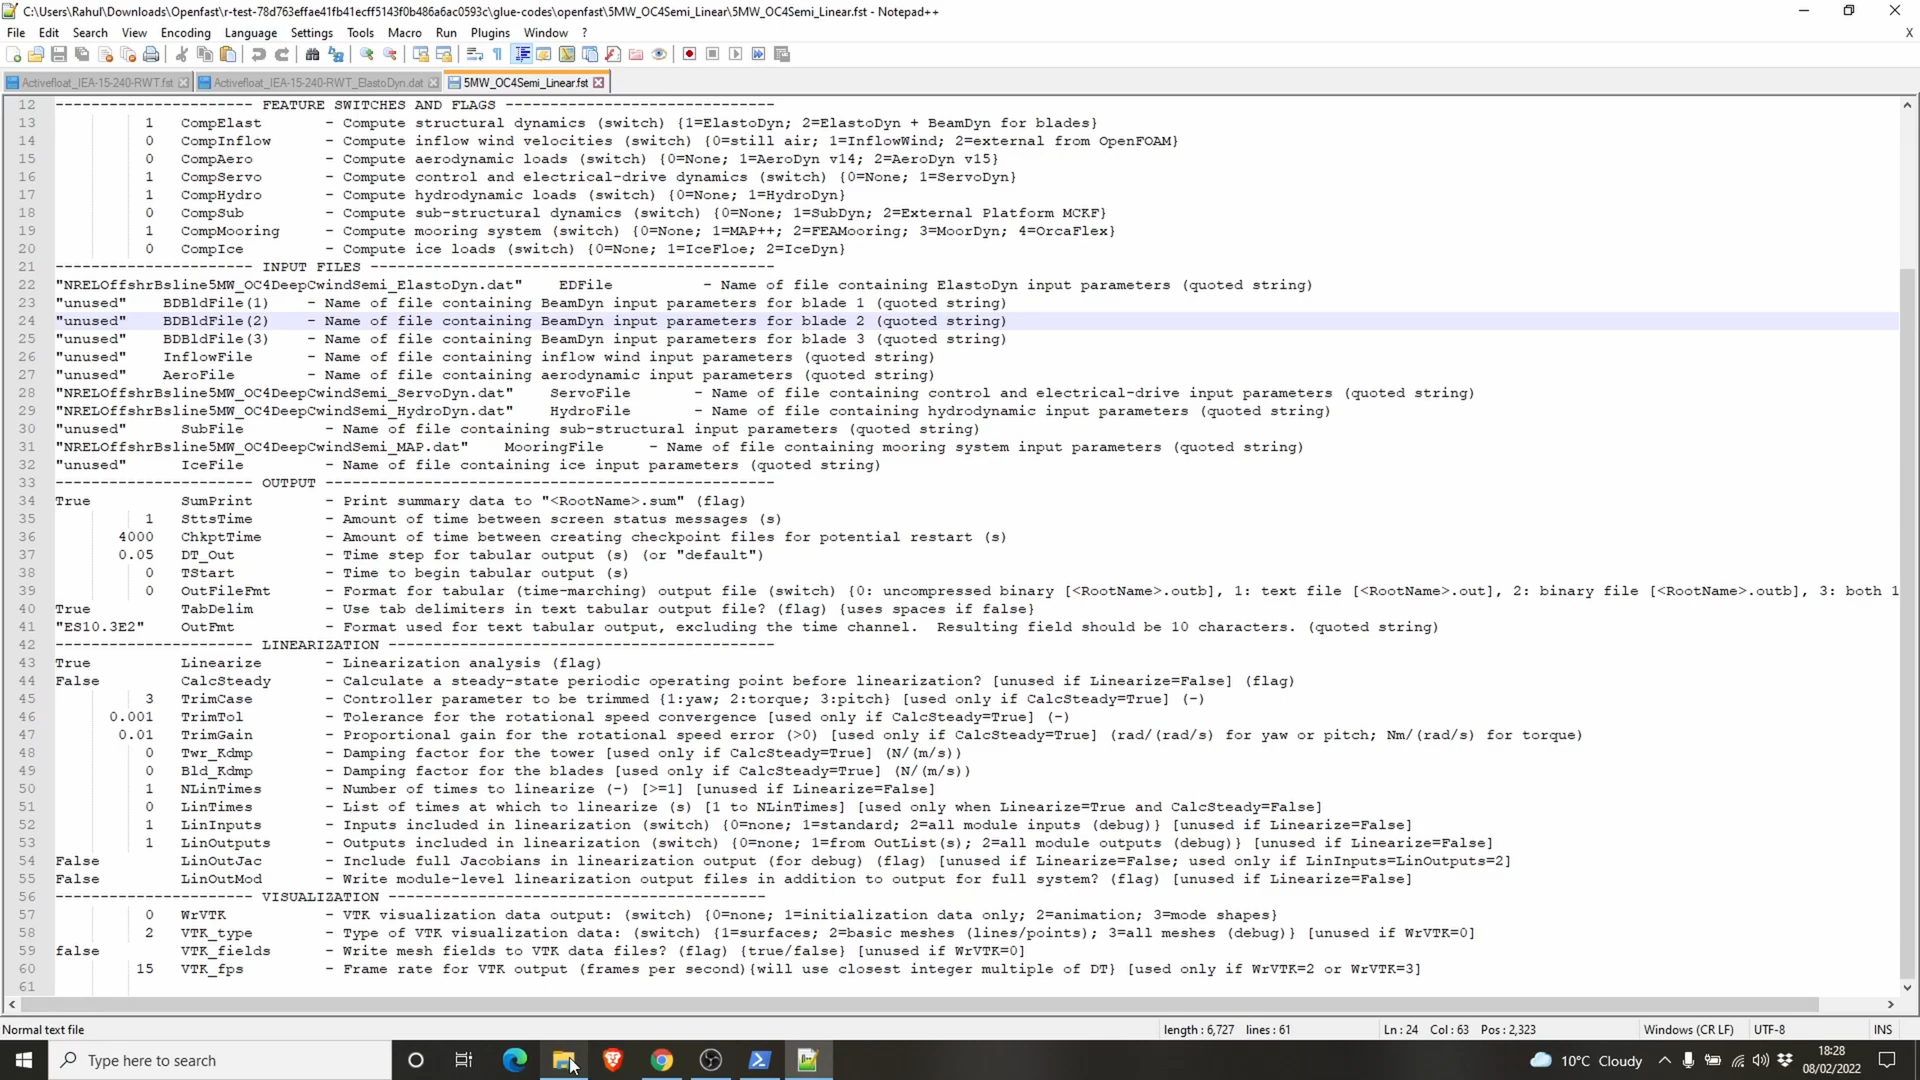 C:\Users\Rahul\Downloads\Openfast\r-test-78d763effae41fb41ecff5143f0b486a6ac0593c\glue-codes\openfast\5MW_OC4Semi_Linear\5MW_OC4Semi_Linear.fst - Notepad++
File Edit Search View Encoding Language Settings Tools Macro Run Plugins Window ? X
Activefloat_IEA-15-240-RWT.fst Activefloat_IEA-15-240-RWT_ElastoDyn.dat 5MW_OC4Semi_Linear.fst
12 ---------------------- FEATURE SWITCHES AND FLAGS ------------------------------
13 1 CompElast - Compute structural dynamics (switch) {1=ElastoDyn; 2=ElastoDyn + BeamDyn for blades}
14 0 CompInflow - Compute inflow wind velocities (switch) {0=still air; 1=InflowWind; 2=external from OpenFOAM}
15 0 CompAero - Compute aerodynamic loads (switch) {0=None; 1=AeroDyn v14; 2=AeroDyn v15}
16 1 CompServo - Compute control and electrical-drive dynamics (switch) {0=None; 1=ServoDyn}
17 1 CompHydro - Compute hydrodynamic loads (switch) {0=None; 1=HydroDyn}
18 0 CompSub - Compute sub-structural dynamics (switch) {0=None; 1=SubDyn; 2=External Platform MCKF}
19 1 CompMooring - Compute mooring system (switch) {0=None; 1=MAP++; 2=FEAMooring; 3=MoorDyn; 4=OrcaFlex}
20 0 CompIce - Compute ice loads (switch) {0=None; 1=IceFloe; 2=IceDyn}
21 ---------------------- INPUT FILES ---------------------------------------------
22 "NRELOffshrBsline5MW_OC4DeepCwindSemi_ElastoDyn.dat" EDFile - Name of file containing ElastoDyn input parameters (quoted string)
23 "unused" BDBldFile(1) - Name of file containing BeamDyn input parameters for blade 1 (quoted string)
24 "unused" BDBldFile(2) - Name of file containing BeamDyn input parameters for blade 2 (quoted string)
25 "unused" BDBldFile(3) - Name of file containing BeamDyn input parameters for blade 3 (quoted string)
26 "unused" InflowFile - Name of file containing inflow wind input parameters (quoted string)
27 "unused" AeroFile - Name of file containing aerodynamic input parameters (quoted string)
28 "NRELOffshrBsline5MW_OC4DeepCwindSemi_ServoDyn.dat" ServoFile - Name of file containing control and electrical-drive input parameters (quoted string)
29 "NRELOffshrBsline5MW_OC4DeepCwindSemi_HydroDyn.dat" HydroFile - Name of file containing hydrodynamic input parameters (quoted string)
30 "unused" SubFile - Name of file containing sub-structural input parameters (quoted string)
31 "NRELOffshrBsline5MW_OC4DeepCwindSemi_MAP.dat" MooringFile - Name of file containing mooring system input parameters (quoted string)
32 "unused" IceFile - Name of file containing ice input parameters (quoted string)
33 ---------------------- OUTPUT --------------------------------------------------
34 True SumPrint - Print summary data to "<RootName>.sum" (flag)
35 1 SttsTime - Amount of time between screen status messages (s)
36 4000 ChkptTime - Amount of time between creating checkpoint files for potential restart (s)
37 0.05 DT_Out - Time step for tabular output (s) (or "default")
38 0 TStart - Time to begin tabular output (s)
39 0 OutFileFmt - Format for tabular (time-marching) output file (switch) {0: uncompressed binary [<RootName>.outb], 1: text file [<RootName>.out], 2: binary file [<RootName>.outb], 3: both 1
40 True TabDelim - Use tab delimiters in text tabular output file? (flag) {uses spaces if false}
41 "ES10.3E2" OutFmt - Format used for text tabular output, excluding the time channel. Resulting field should be 10 characters. (quoted string)
42 ---------------------- LINEARIZATION -------------------------------------------
43 True Linearize - Linearization analysis (flag)
44 False CalcSteady - Calculate a steady-state periodic operating point before linearization? [unused if Linearize=False] (flag)
45 3 TrimCase - Controller parameter to be trimmed {1:yaw; 2:torque; 3:pitch} [used only if CalcSteady=True] (-)
46 0.001 TrimTol - Tolerance for the rotational speed convergence [used only if CalcSteady=True] (-)
47 0.01 TrimGain - Proportional gain for the rotational speed error (>0) [used only if CalcSteady=True] (rad/(rad/s) for yaw or pitch; Nm/(rad/s) for torque)
48 0 Twr_Kdmp - Damping factor for the tower [used only if CalcSteady=True] (N/(m/s))
49 0 Bld_Kdmp - Damping factor for the blades [used only if CalcSteady=True] (N/(m/s))
50 1 NLinTimes - Number of times to linearize (-) [>=1] [unused if Linearize=False]
51 0 LinTimes - List of times at which to linearize (s) [1 to NLinTimes] [used only when Linearize=True and CalcSteady=False]
52 1 LinInputs - Inputs included in linearization (switch) {0=none; 1=standard; 2=all module inputs (debug)} [unused if Linearize=False]
53 1 LinOutputs - Outputs included in linearization (switch) {0=none; 1=from OutList(s); 2=all module outputs (debug)} [unused if Linearize=False]
54 False LinOutJac - Include full Jacobians in linearization output (for debug) (flag) [unused if Linearize=False; used only if LinInputs=LinOutputs=2]
55 False LinOutMod - Write module-level linearization output files in addition to output for full system? (flag) [unused if Linearize=False]
56 ---------------------- VISUALIZATION ------------------------------------------
57 0 WrVTK - VTK visualization data output: (switch) {0=none; 1=initialization data only; 2=animation; 3=mode shapes}
58 2 VTK_type - Type of VTK visualization data: (switch) {1=surfaces; 2=basic meshes (lines/points); 3=all meshes (debug)} [unused if WrVTK=0]
59 false VTK_fields - Write mesh fields to VTK data files? (flag) {true/false} [unused if WrVTK=0]
60 15 VTK_fps - Frame rate for VTK output (frames per second){will use closest integer multiple of DT} [used only if WrVTK=2 or WrVTK=3]
61
Normal text file length : 6,727 lines : 61 Ln : 24 Col : 63 Pos : 2,323 Windows (CR LF) UTF-8 INS
Type here to search 10°C Cloudy 18:28
08/02/2022